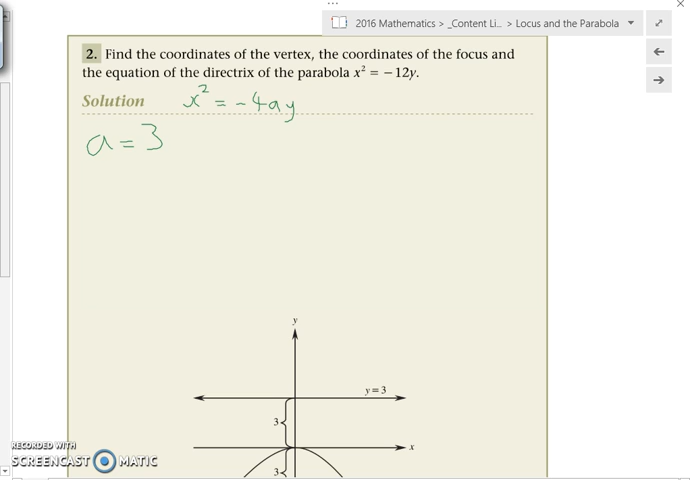 ...
2016 Mathematics > _Content Li... > Locus and the Parabola
2. Find the coordinates of the vertex, the coordinates of the focus and
the equation of the directrix of the parabola x² = −12y.
Solution x² = -4ay
a = 3
y
y = 3
3
x
3
RECORDED WITH
SCREENCAST O MATIC